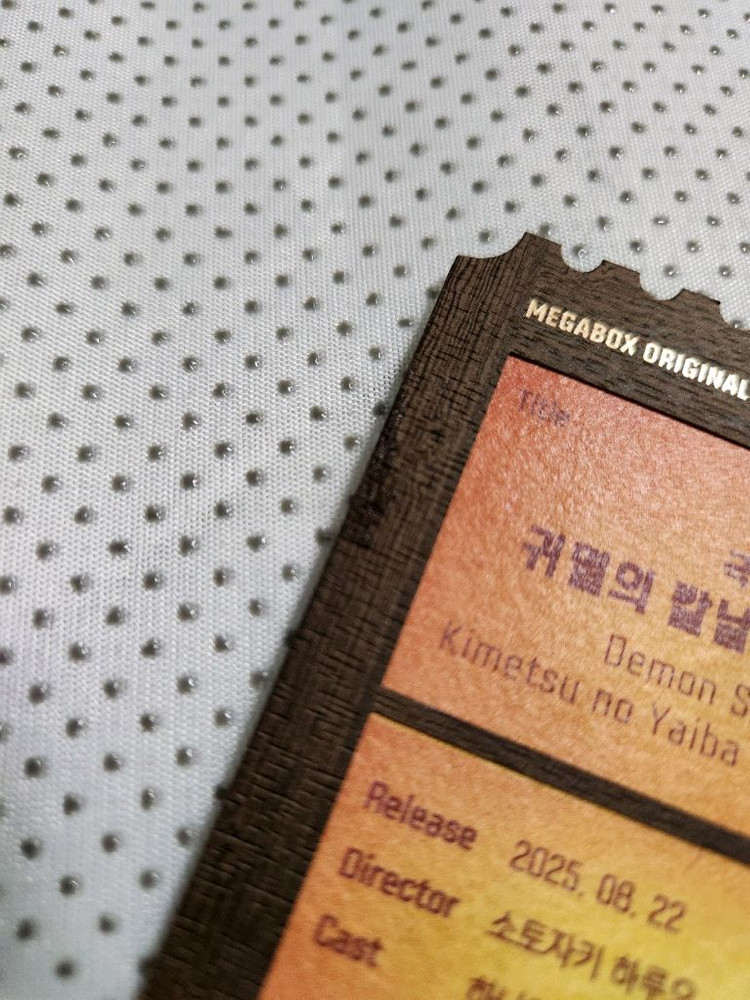 MEGABOX ORIGINAL
Title
귀멸의 칼날
Demon S
Kimetsu no Yaiba
Release 2025. 08. 22
Director 소토자키 하루오
Cast